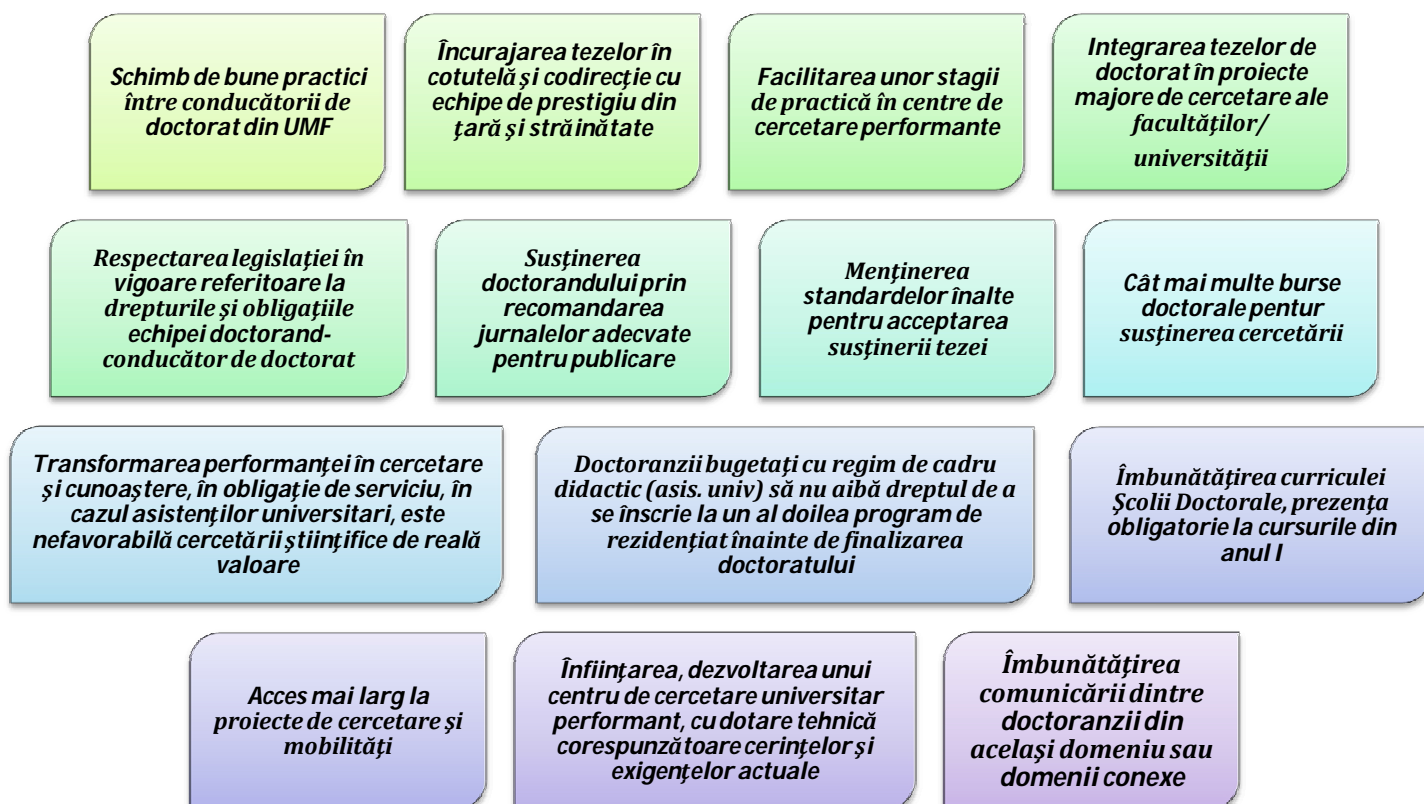 Schimb de bune practici
între conducătorii de
doctorat din UMF
Încurajarea tezelor în
cotutelă și codirecție cu
echipe de prestigiu din
țară și străinătate
Facilitarea unor stagii
de practică în centre de
cercetare performante
Integrarea tezelor de
doctorat în proiecte
majore de cercetare ale
facultăților/
universității
Respectarea legislației în
vigoare referitoare la
drepturile și obligațiile
echipei doctorand-
conducător de doctorat
Susținerea
doctorandului prin
recomandarea
jurnalelor adecvate
pentru publicare
Menținerea
standardelor înalte
pentru acceptarea
susținerii tezei
Cât mai multe burse
doctorale pentur
susținerea cercetării
Transformarea performanței în cercetare
și cunoaștere, în obligație de serviciu, în
cazul asistenților universitari, este
nefavorabilă cercetării științifice de reală
valoare
Doctoranzii bugetați cu regim de cadru
didactic (asis. univ) să nu aibă dreptul de a
se înscrie la un al doilea program de
rezidențiat înainte de finalizarea
doctoratului
Îmbunătățirea curriculei
Școlii Doctorale, prezența
obligatorie la cursurile din
anul I
Acces mai larg la
proiecte de cercetare și
mobilități
Înființarea, dezvoltarea unui
centru de cercetare universitar
performant, cu dotare tehnică
corespunzătoare cerințelor și
exigențelor actuale
Îmbunătățirea
comunicării dintre
doctoranzii din
același domeniu sau
domenii conexe